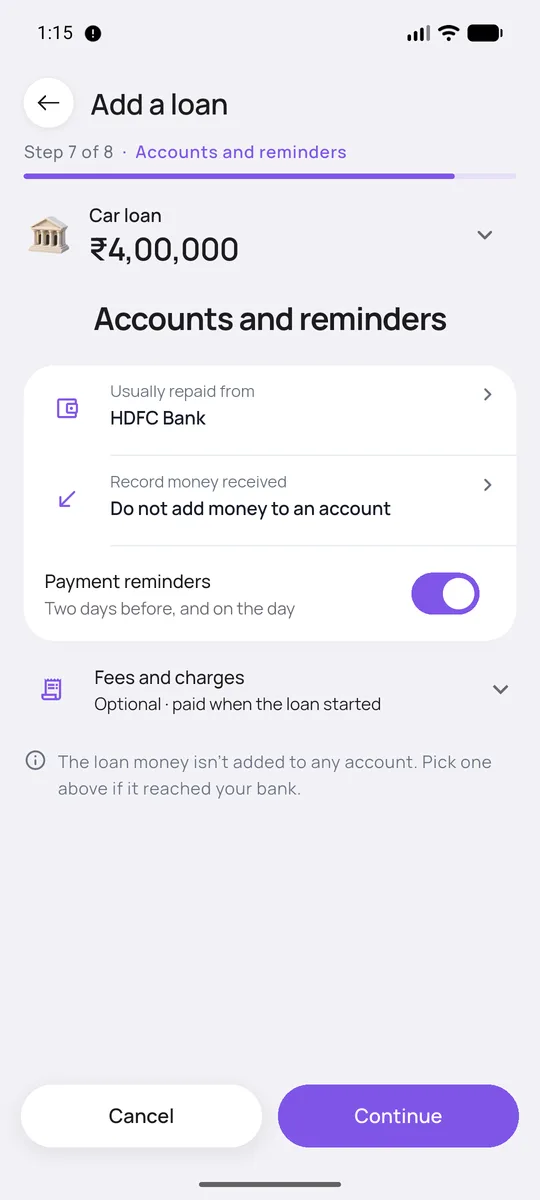 1:15
Add a loan
Step 7 of 8 · Accounts and reminders
Car loan
₹4,00,000
Accounts and reminders
Usually repaid from
HDFC Bank
Record money received
Do not add money to an account
Payment reminders
Two days before, and on the day
Fees and charges
Optional · paid when the loan started
The loan money isn't added to any account. Pick one
above if it reached your bank.
Cancel
Continue